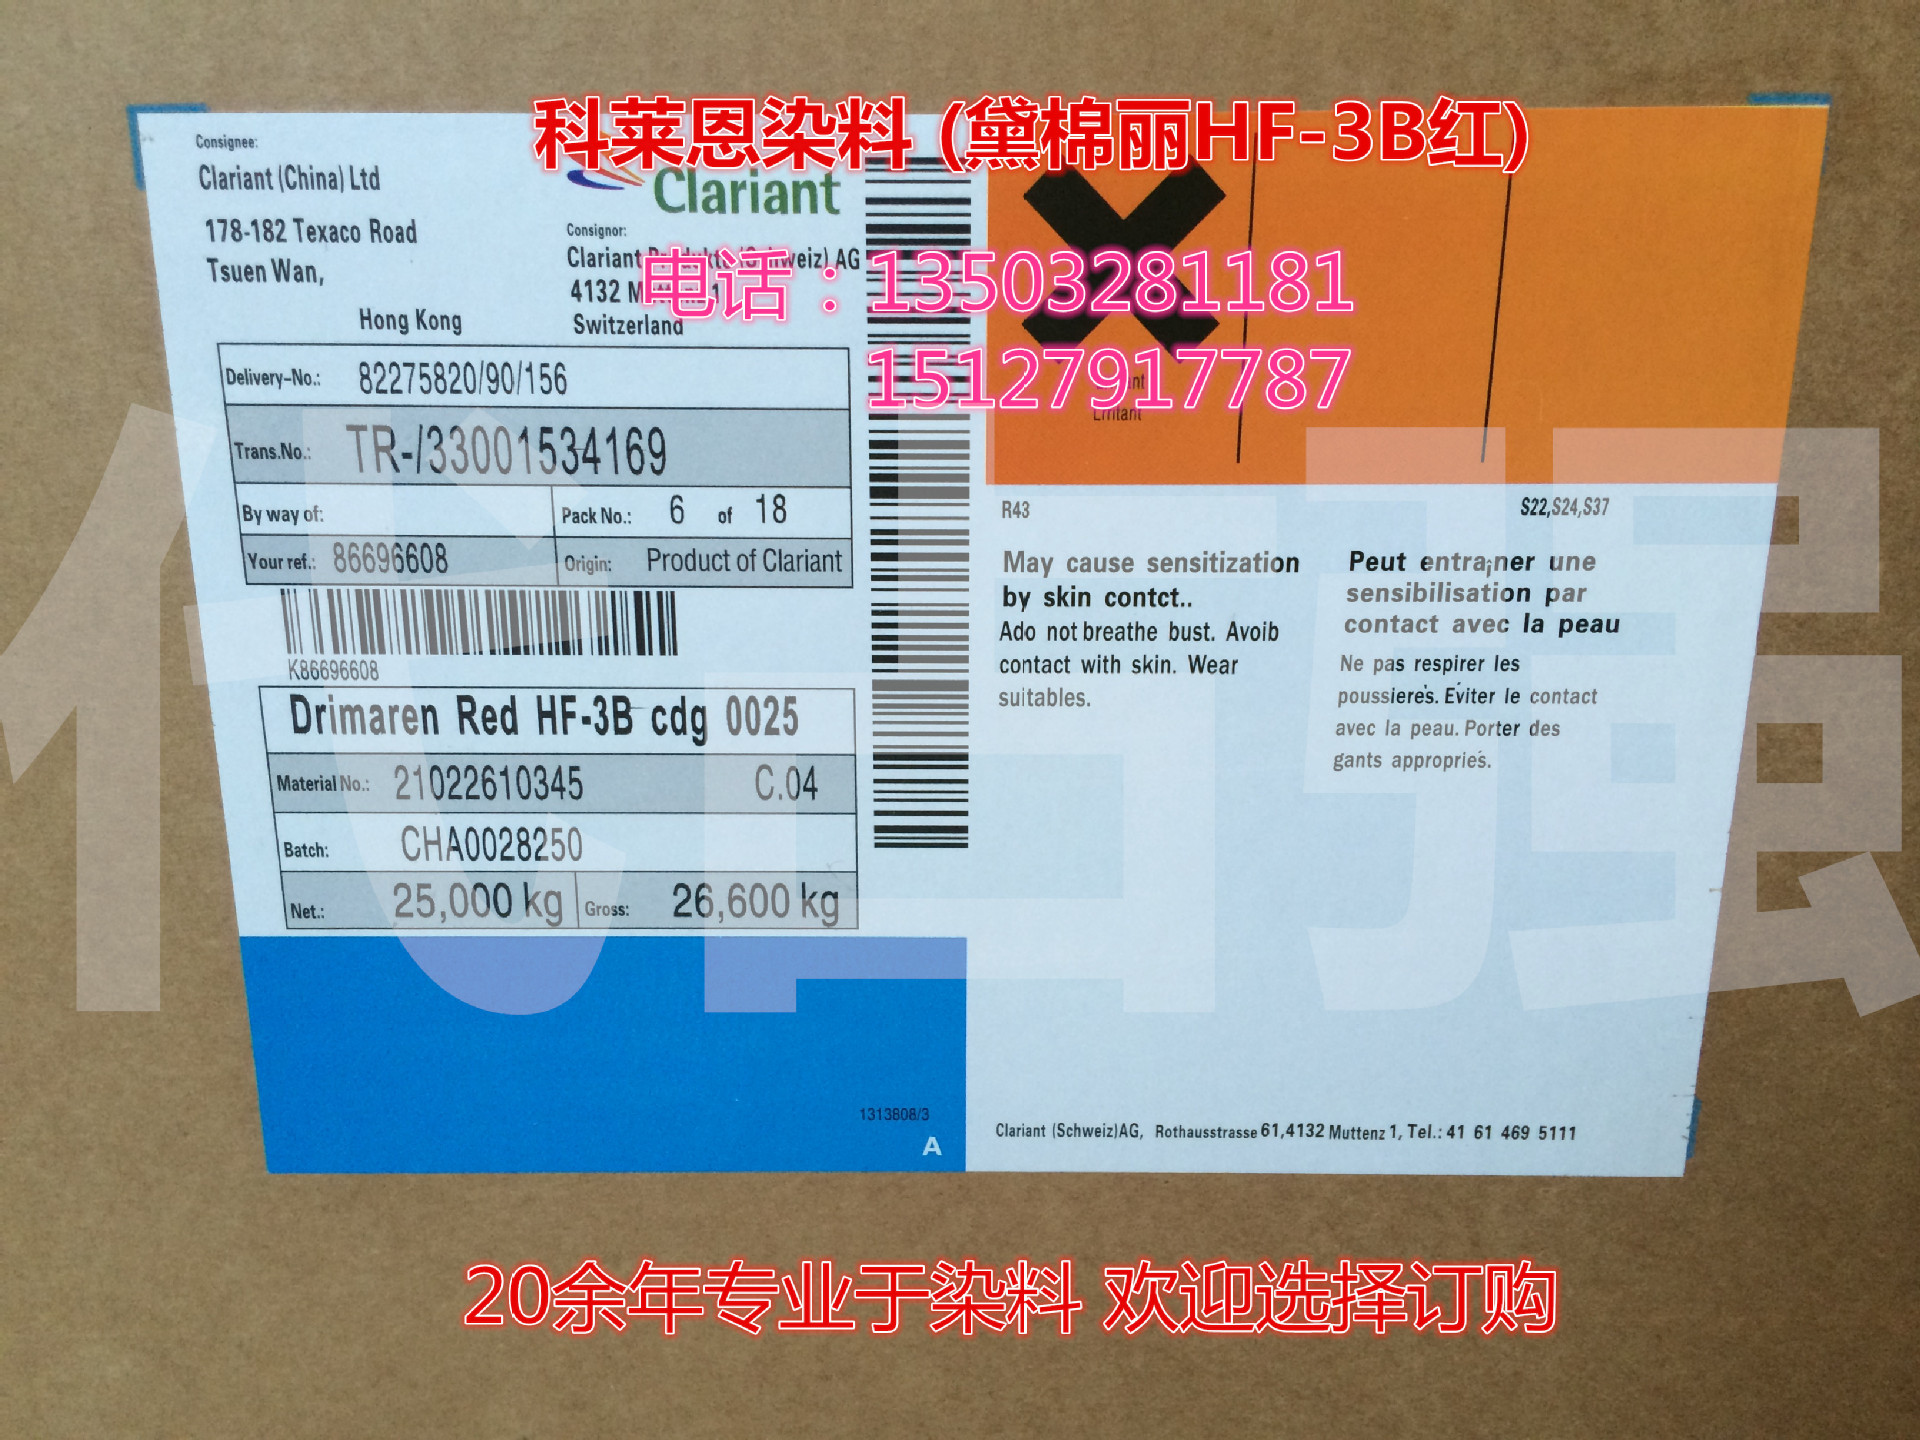 科莱恩染料 (黛棉丽HF-3B红)
Consignee:
Clariant (China) Ltd
178-182 Texaco Road
Tsuen Wan,
Hong Kong
Clariant
Consignor:
Clariant Produkte (Schweiz) AG
4132
Switzerland
电话：13503281181
15127917787
Delivery-No.: 82275820/90/156
Trans.No.: TR-/33001534169
By way of: Pack No.: 6 of 18
Your ref.: 86696608 Origin: Product of Clariant
K86696608
Drimaren Red HF-3B cdg 0025
Material No.: 21022610345 C.04
Batch: CHA0028250
Net.: 25,000 kg Gross: 26,600 kg
1313808/3
A
R43 S22,S24,S37
May cause sensitization
by skin contct..
Ado not breathe bust. Avoib
contact with skin. Wear
suitables.
Peut entra¡ner une
sensibilisation par
contact avec la peau
Ne pas respirer les
poussierès. Éviter le contact
avec la peau. Porter des
gants appropriés.
Clariant (Schweiz)AG, Rothausstrasse 61,4132 Muttenz 1, Tel.: 41 61 469 5111
20余年专业于染料 欢迎选择订购